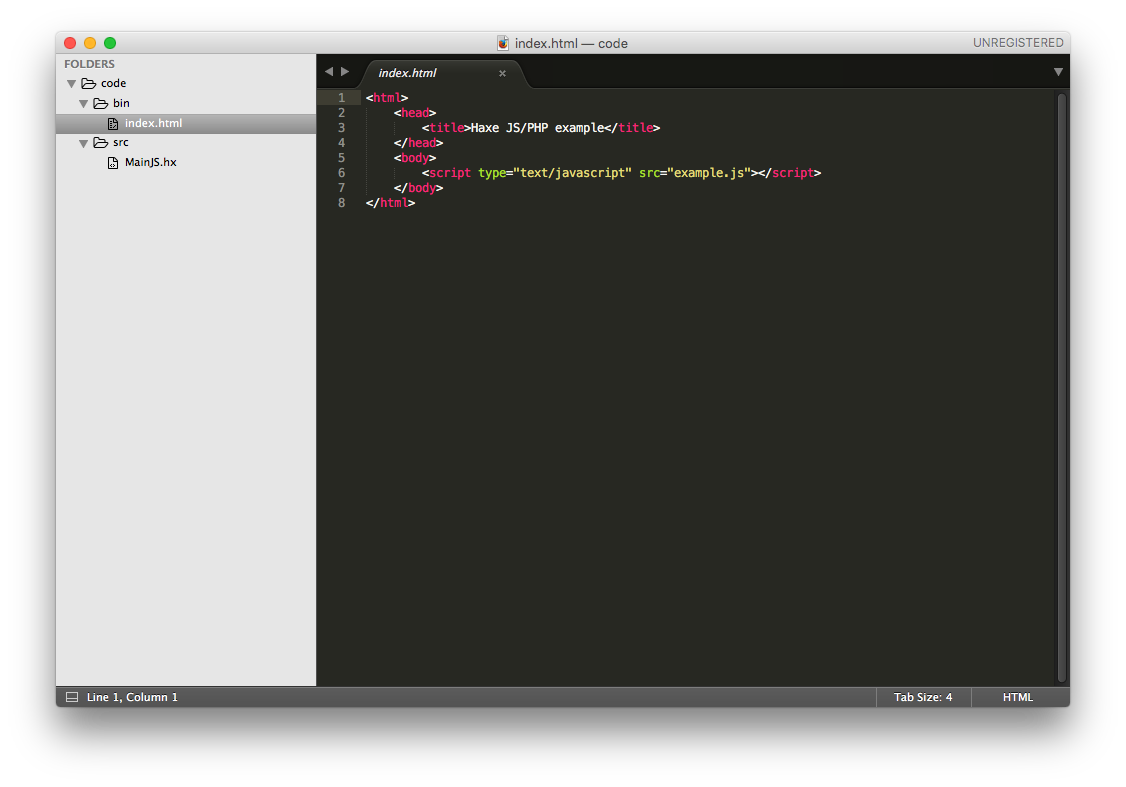 index.html — code
UNREGISTERED
FOLDERS
code
bin
index.html
src
MainJS.hx
index.html
1 <html>
2     <head>
3         <title>Haxe JS/PHP example</title>
4     </head>
5     <body>
6         <script type="text/javascript" src="example.js"></script>
7     </body>
8 </html>
Line 1, Column 1
Tab Size: 4
HTML